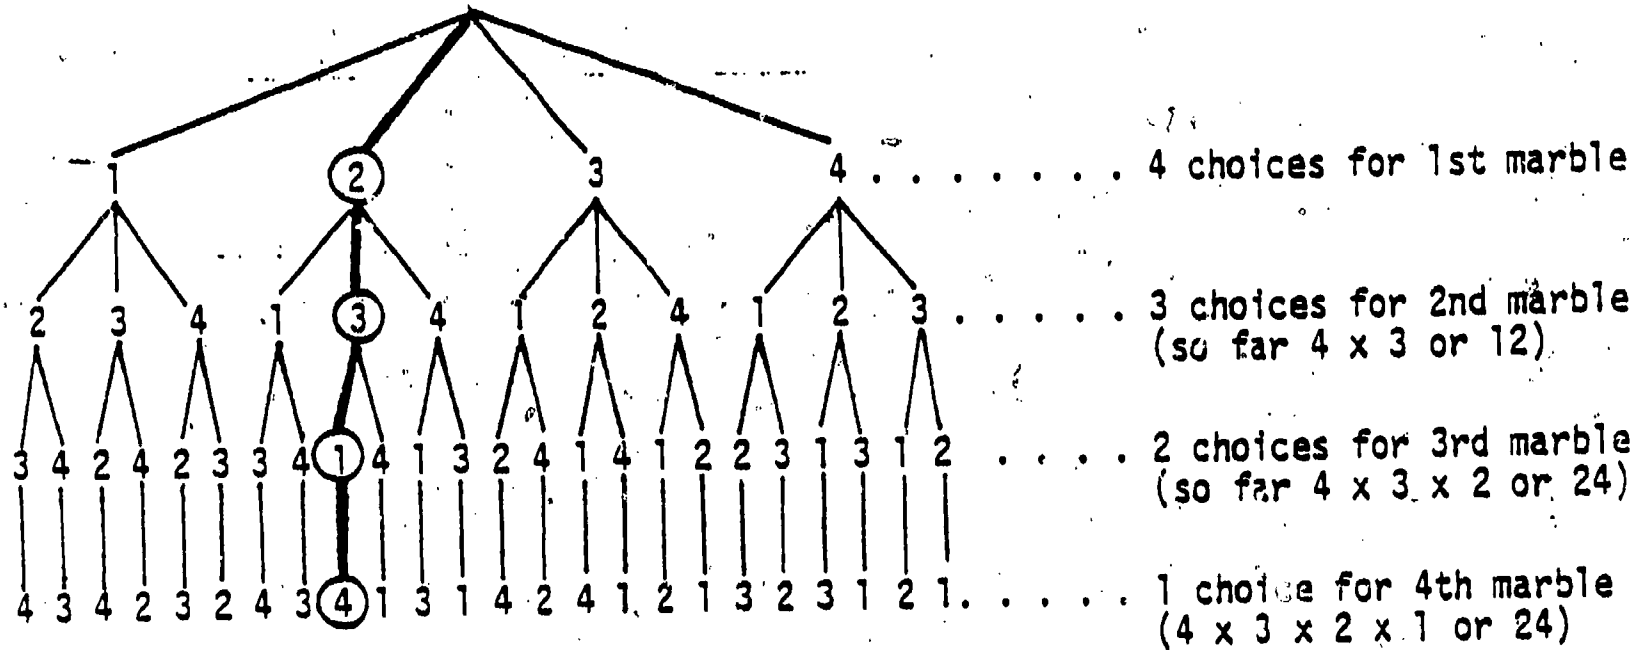 1 2 3 4 . . . . . . . 4 choices for 1st marble
2 3 4 1 3 4 1 2 4 1 2 3 . . . . . 3 choices for 2nd marble
(so far 4 x 3 or 12)
3 4 2 4 2 3 3 4 1 4 1 3 2 4 1 4 1 2 2 3 1 3 1 2 . . . . 2 choices for 3rd marble
(so far 4 x 3 x 2 or 24)
4 3 4 2 3 2 4 3 4 1 3 1 4 2 4 1 2 1 3 2 3 1 2 1 . . . . . 1 choice for 4th marble
(4 x 3 x 2 x 1 or 24)